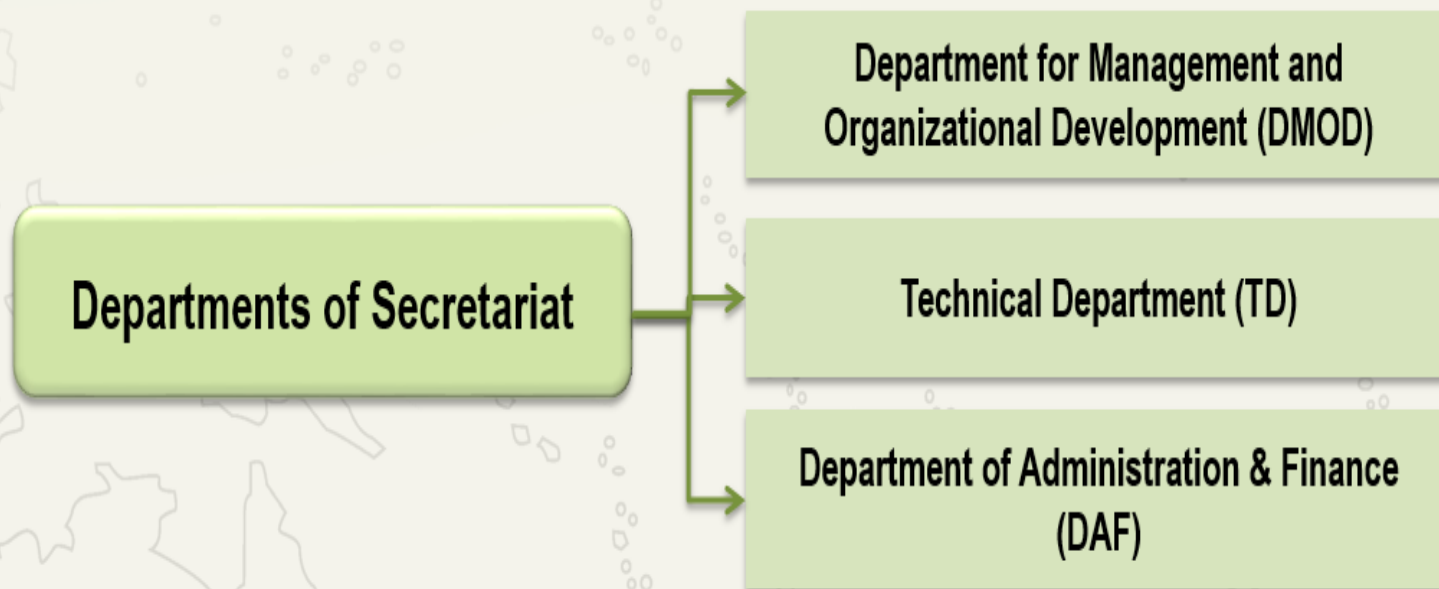 Department for Management and
Organizational Development (DMOD)
Departments of Secretariat
Technical Department (TD)
Department of Administration & Finance
(DAF)